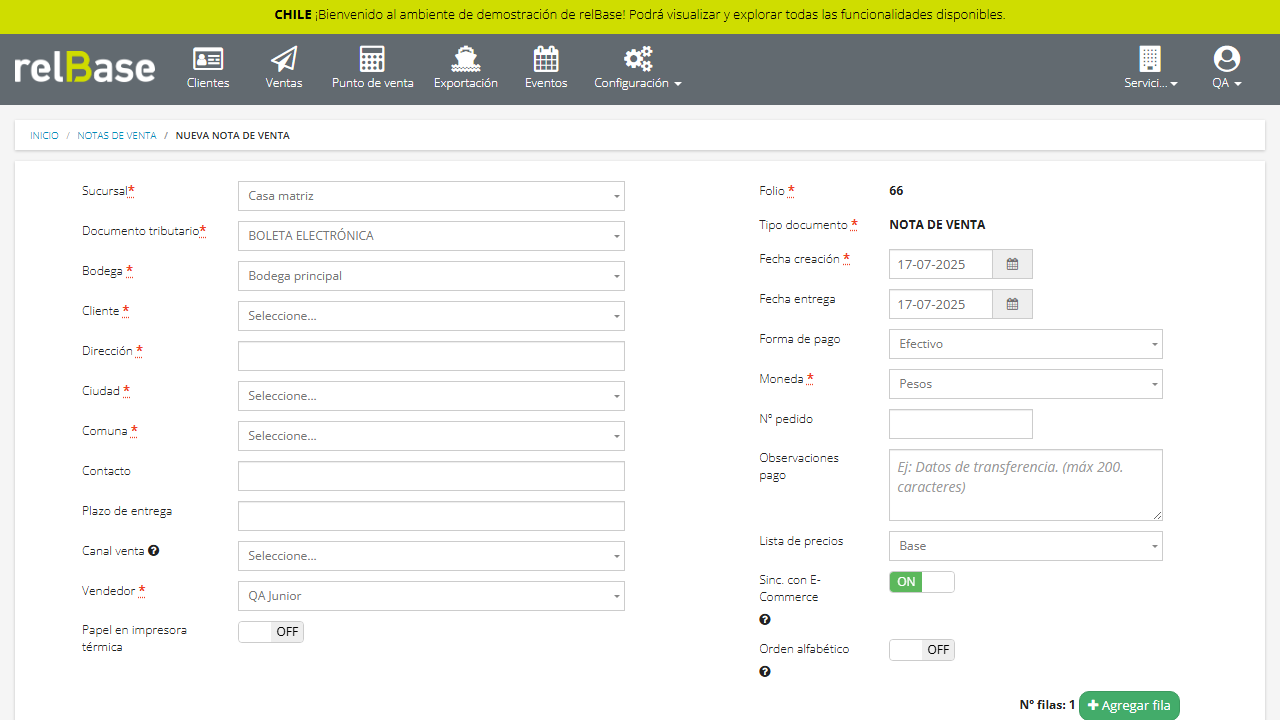 CHILE ¡Bienvenido al ambiente de demostración de relBase! Podrá visualizar y explorar todas las funcionalidades disponibles.
relBase
Clientes
Ventas
Punto de venta
Exportación
Eventos
Configuración
Servici...
QA
INICIO / NOTAS DE VENTA / NUEVA NOTA DE VENTA
Sucursal* Casa matriz
Documento tributario* BOLETA ELECTRÓNICA
Bodega * Bodega principal
Cliente * Seleccione...
Dirección *
Ciudad * Seleccione...
Comuna * Seleccione...
Contacto
Plazo de entrega
Canal venta ? Seleccione...
Vendedor * QA Junior
Papel en impresora
térmica
OFF
Folio * 66
Tipo documento * NOTA DE VENTA
Fecha creación * 17-07-2025
Fecha entrega 17-07-2025
Forma de pago Efectivo
Moneda * Pesos
Nº pedido
Observaciones
pago
Ej: Datos de transferencia. (máx 200.
caracteres)
Lista de precios Base
Sinc. con E-
Commerce
?
ON
Orden alfabético
?
OFF
Nº filas: 1
Agregar fila